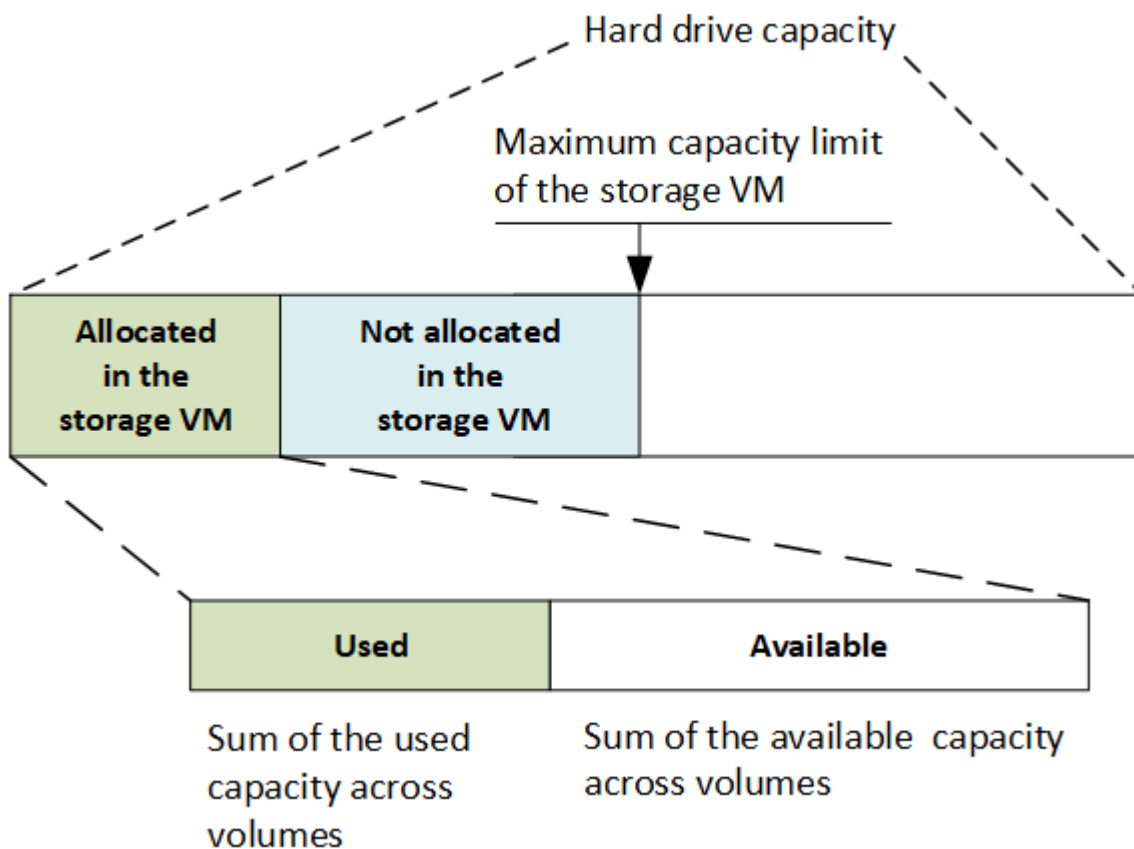 Hard drive capacity
Maximum capacity limit
of the storage VM
Allocated
in the
storage VM
Not allocated
in the
storage VM
Used
Available
Sum of the used
capacity across
volumes
Sum of the available  capacity
across volumes